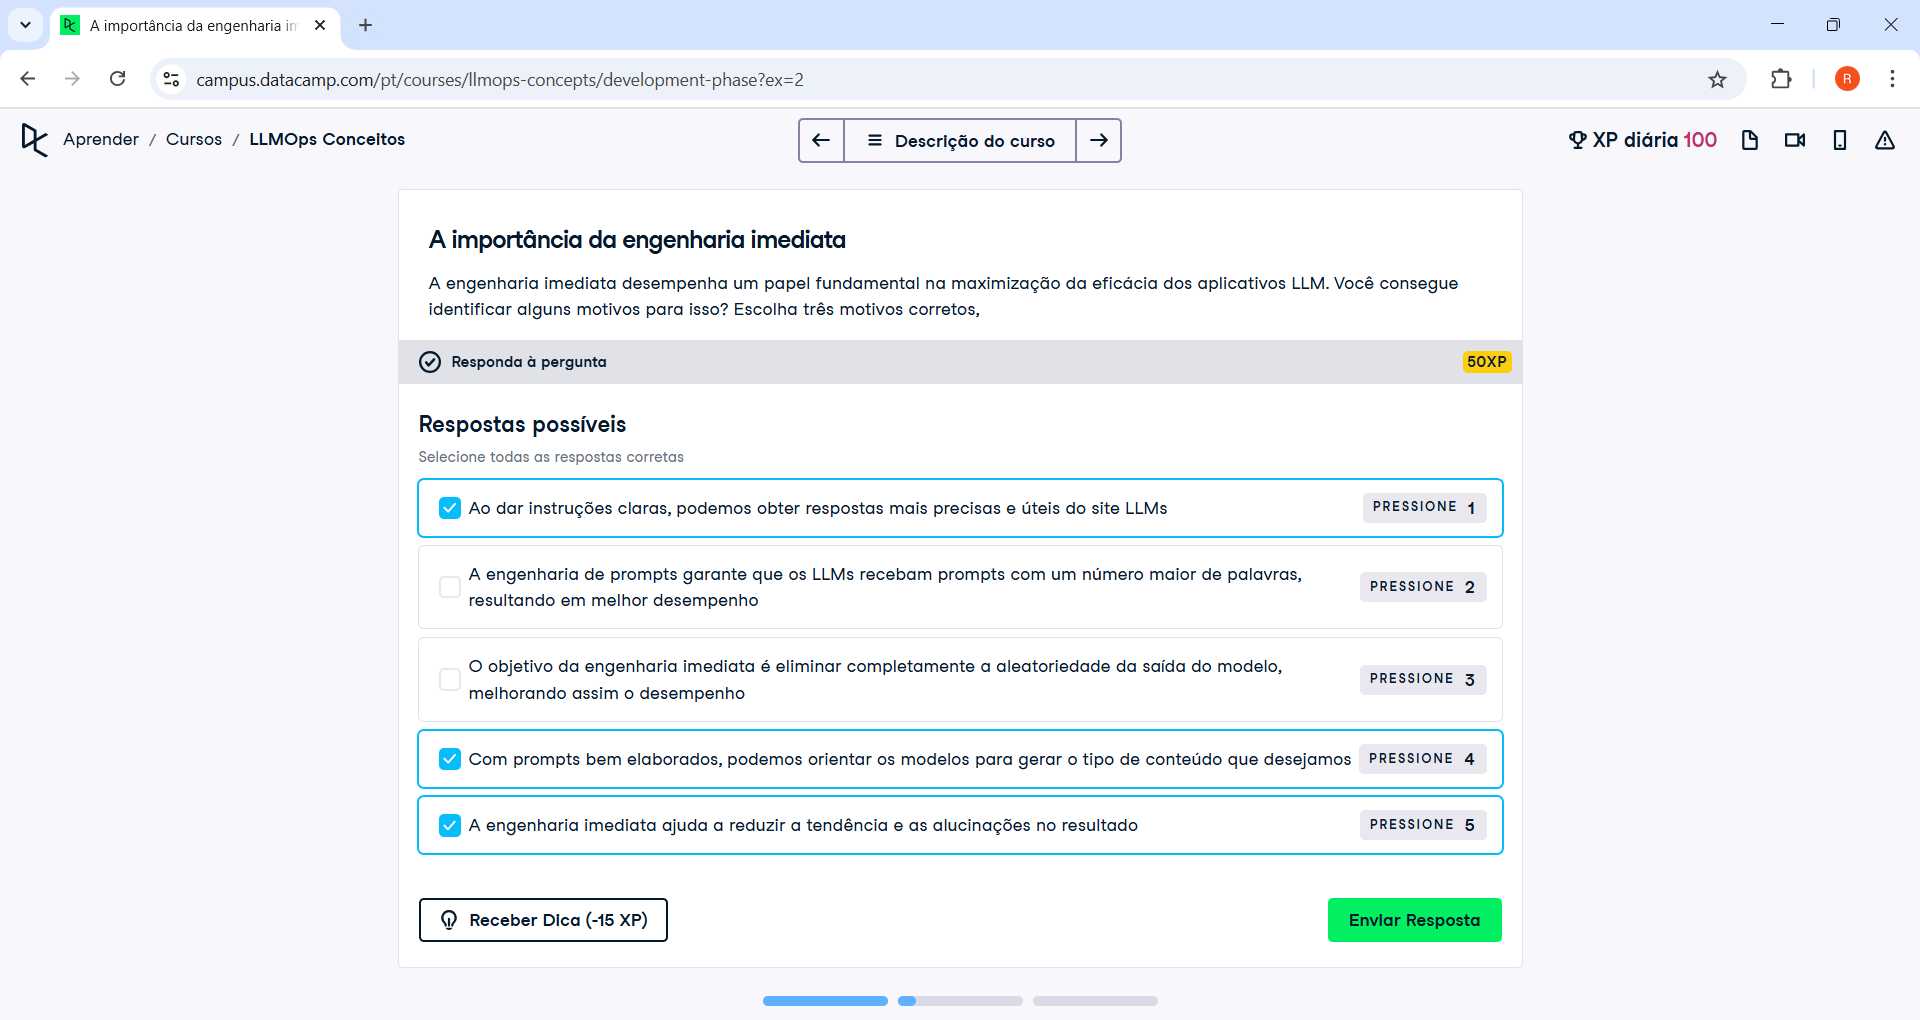 A importância da engenharia im
campus.datacamp.com/pt/courses/llmops-concepts/development-phase?ex=2
R
Aprender / Cursos / LLMOps Conceitos
Descrição do curso
XP diária 100
A importância da engenharia imediata
A engenharia imediata desempenha um papel fundamental na maximização da eficácia dos aplicativos LLM. Você consegue
identificar alguns motivos para isso? Escolha três motivos corretos,
Responda à pergunta
50XP
Respostas possíveis
Selecione todas as respostas corretas
Ao dar instruções claras, podemos obter respostas mais precisas e úteis do site LLMs
PRESSIONE 1
A engenharia de prompts garante que os LLMs recebam prompts com um número maior de palavras,
resultando em melhor desempenho
PRESSIONE 2
O objetivo da engenharia imediata é eliminar completamente a aleatoriedade da saída do modelo,
melhorando assim o desempenho
PRESSIONE 3
Com prompts bem elaborados, podemos orientar os modelos para gerar o tipo de conteúdo que desejamos
PRESSIONE 4
A engenharia imediata ajuda a reduzir a tendência e as alucinações no resultado
PRESSIONE 5
Receber Dica (-15 XP)
Enviar Resposta